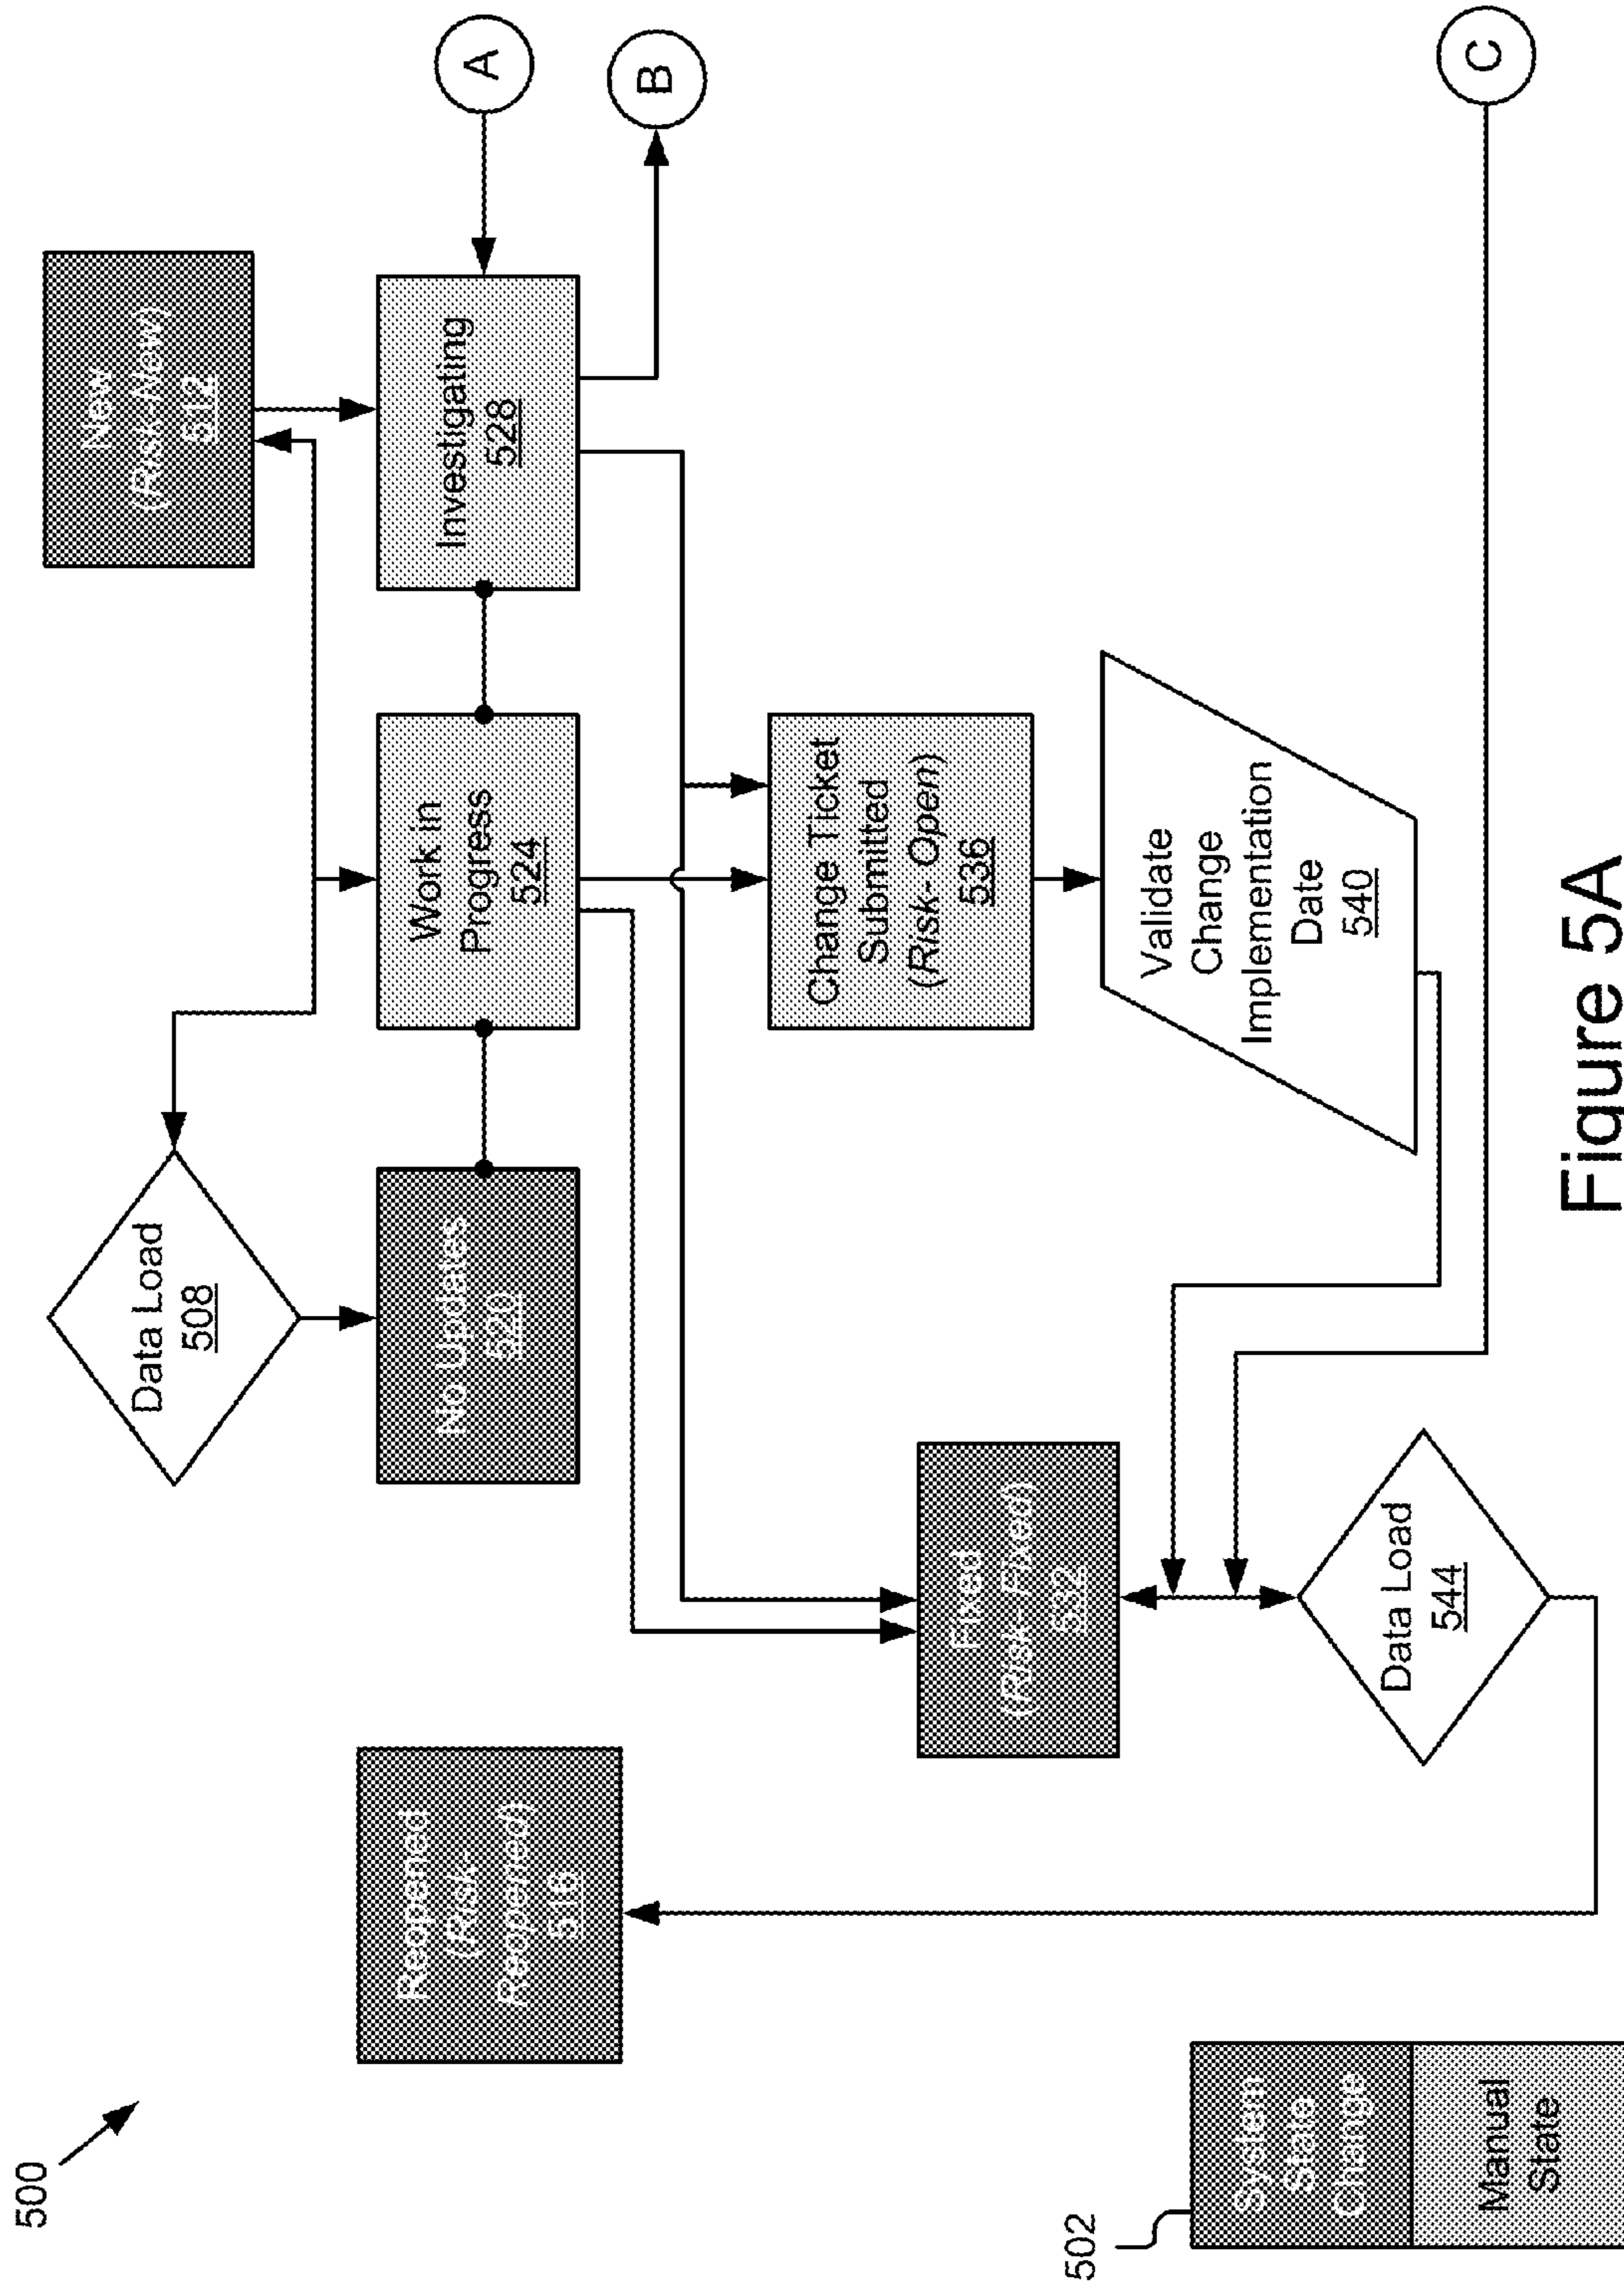 500
Data Load
508
New
(Risk-New)
512
A
Reopened
(Risk-
Reopened)
516
No Updates
520
Work in
Progress
524
Investigating
528
B
Fixed
(Risk-Fixed)
532
Change Ticket
Submitted
(Risk- Open)
536
Validate
Change
Implementation
Date
540
Data Load
544
C
502
System
State
Change
Manual
State
Figure 5A